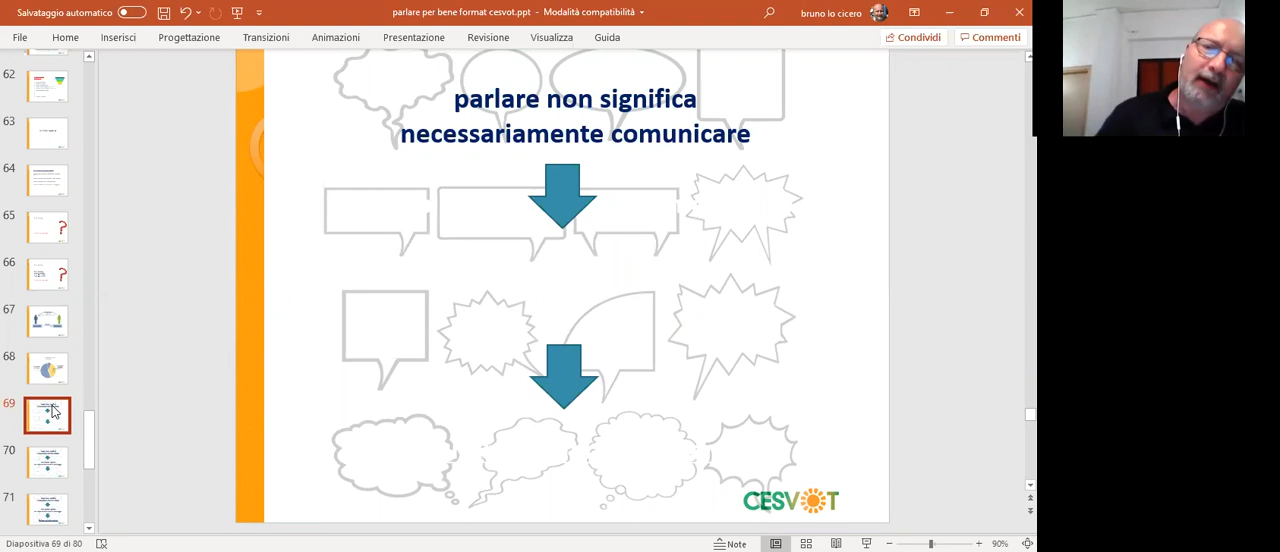 Salvataggio automatico
parlare per bene format cesvot.ppt - Modalità compatibilità
bruno lo cicero
File Home Inserisci Progettazione Transizioni Animazioni Presentazione Revisione Visualizza Guida
Condividi Commenti
62
63
64
65
66
67
68
69
70
71
parlare non significa
necessariamente comunicare
CESVOT
Diapositiva 69 di 80
Note
90%